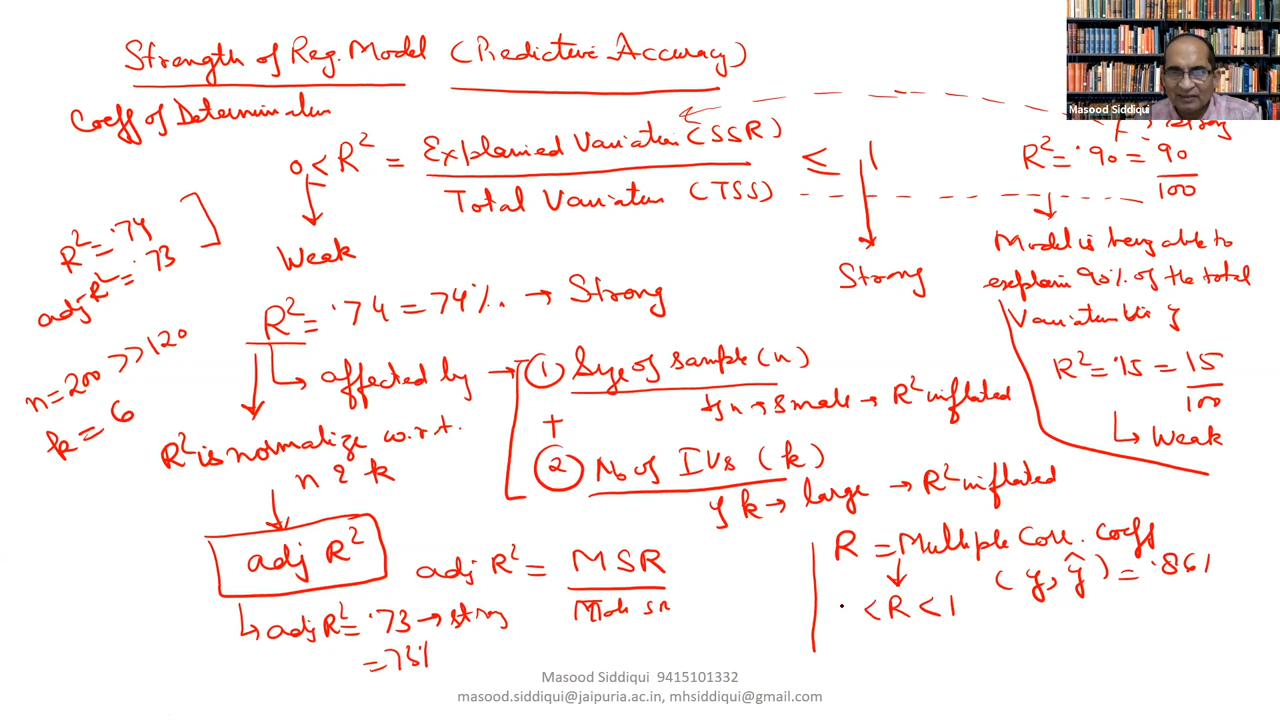 Strength of Reg. Model (Predictive Accuracy)
Coeff of Determination
0 < R² = Explained Variation (SSR) / Total Variation (TSS) < 1
Weak
Strong
R² = .74
adj R² = .73
n = 200 >> 120
k = 6
R² = .74 = 74% → Strong
affected by → ① Size of sample (n)
If n → small → R² inflated
+
② No of IVs (k)
If k → large → R² inflated
R² is normalize w.r.t.
n & k
adj R²
adj R² = .73 → strong
= 73%
adj R² = MSR /
Masood Siddiqui
strong
R² = .90 = 90/100
Model is being able to
explain 90% of the total
Variation in y
R² = .15 = 15/100
Weak
R = Multiple Corr. Coeff
(y, ŷ) = .861
< R < 1
Masood Siddiqui 9415101332
masood.siddiqui@jaipuria.ac.in, mhsiddiqui@gmail.com